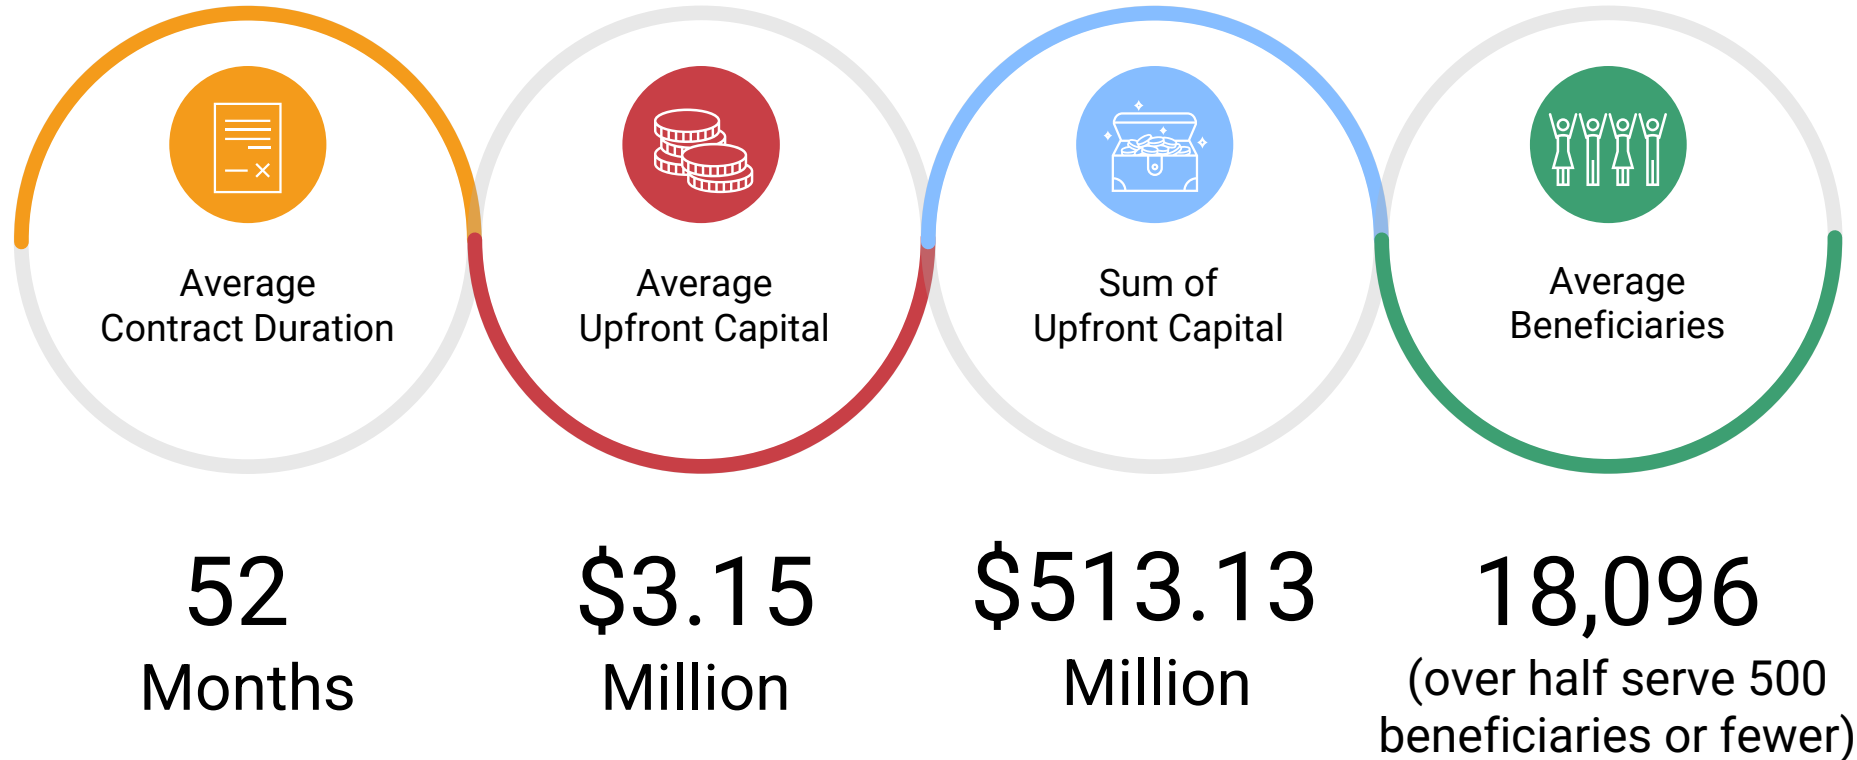 Average
Contract Duration
52
Months
Average
Upfront Capital
$3.15
Million
Sum of
Upfront Capital
$513.13
Million
Average
Beneficiaries
18,096
(over half serve 500
beneficiaries or fewer)